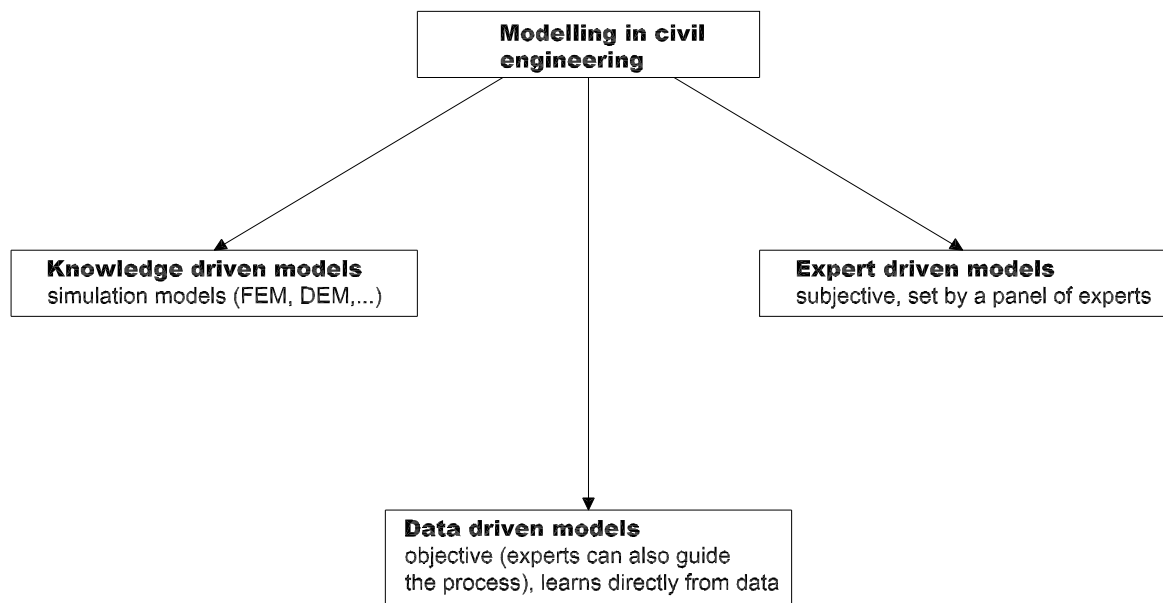 Modelling in civil
engineering
Knowledge driven models
simulation models (FEM, DEM,...)
Expert driven models
subjective, set by a panel of experts
Data driven models
objective (experts can also guide
the process), learns directly from data